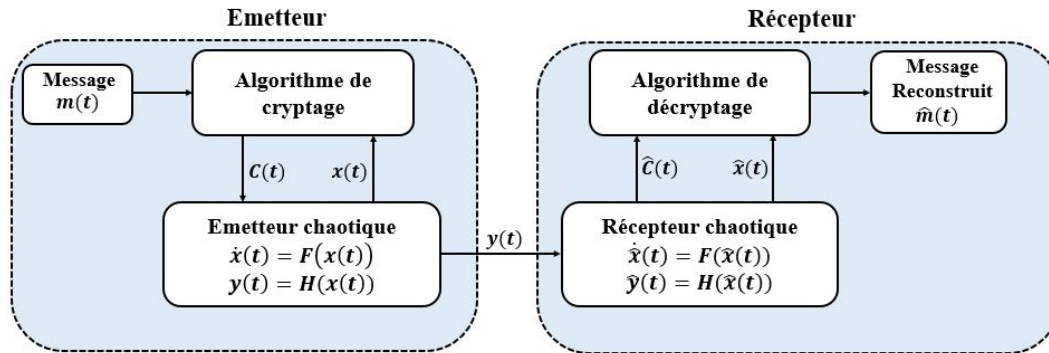 Emetteur
Message
m(t)
Algorithme de
cryptage
C(t)
x(t)
Emetteur chaotique
ẋ(t) = F(x(t))
y(t) = H(x(t))
y(t)
Récepteur
Algorithme de
décryptage
Message
Reconstruit
m̂(t)
Ĉ(t)
x̂(t)
Récepteur chaotique
x̂̇(t) = F(x̂(t))
ŷ(t) = H(x̂(t))